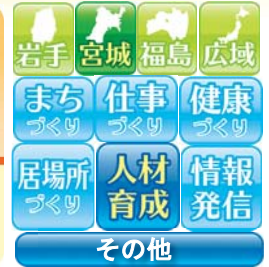 岩手 宮城 福島 広域
まち 仕事 健康
づくり づくり づくり
居場所 人材 情報
づくり 育成 発信
その他